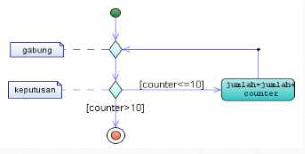 gabung
keputusan
[counter<=10]
jumlah=jumlah+
counter
[counter>10]